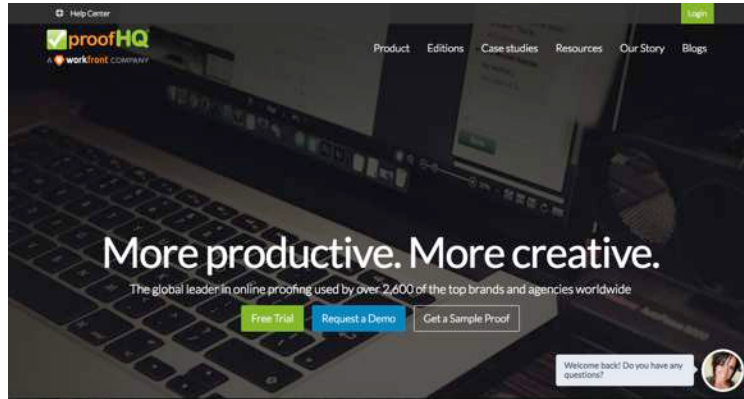 Help Center
Login
proofHQ
A workfront COMPANY
Product Editions Case studies Resources Our Story Blogs
More productive. More creative.
The global leader in online proofing used by over 2,600 of the top brands and agencies worldwide
Free Trial Request a Demo Get a Sample Proof
Welcome back! Do you have any
questions?